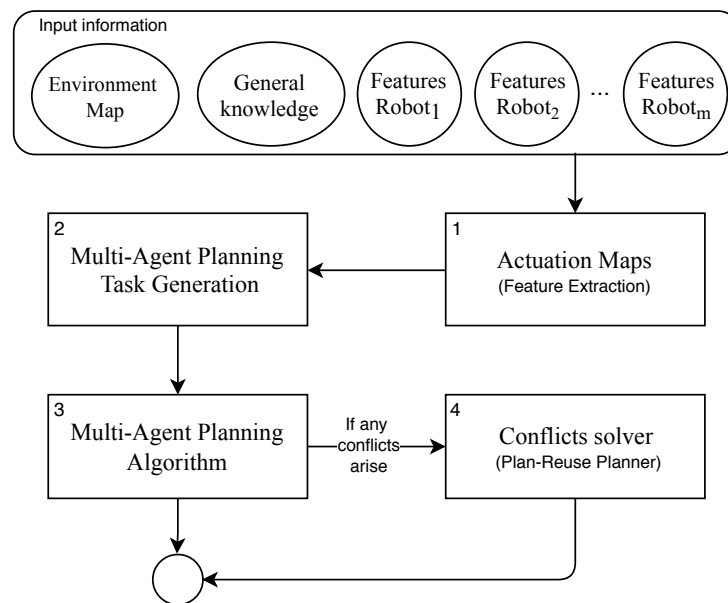 Input information
Environment
Map
General
knowledge
Features
Robot1
Features
Robot2
...
Features
Robotm
2
Multi-Agent Planning
Task Generation
1
Actuation Maps
(Feature Extraction)
3
Multi-Agent Planning
Algorithm
If any
conflicts
arise
4
Conflicts solver
(Plan-Reuse Planner)